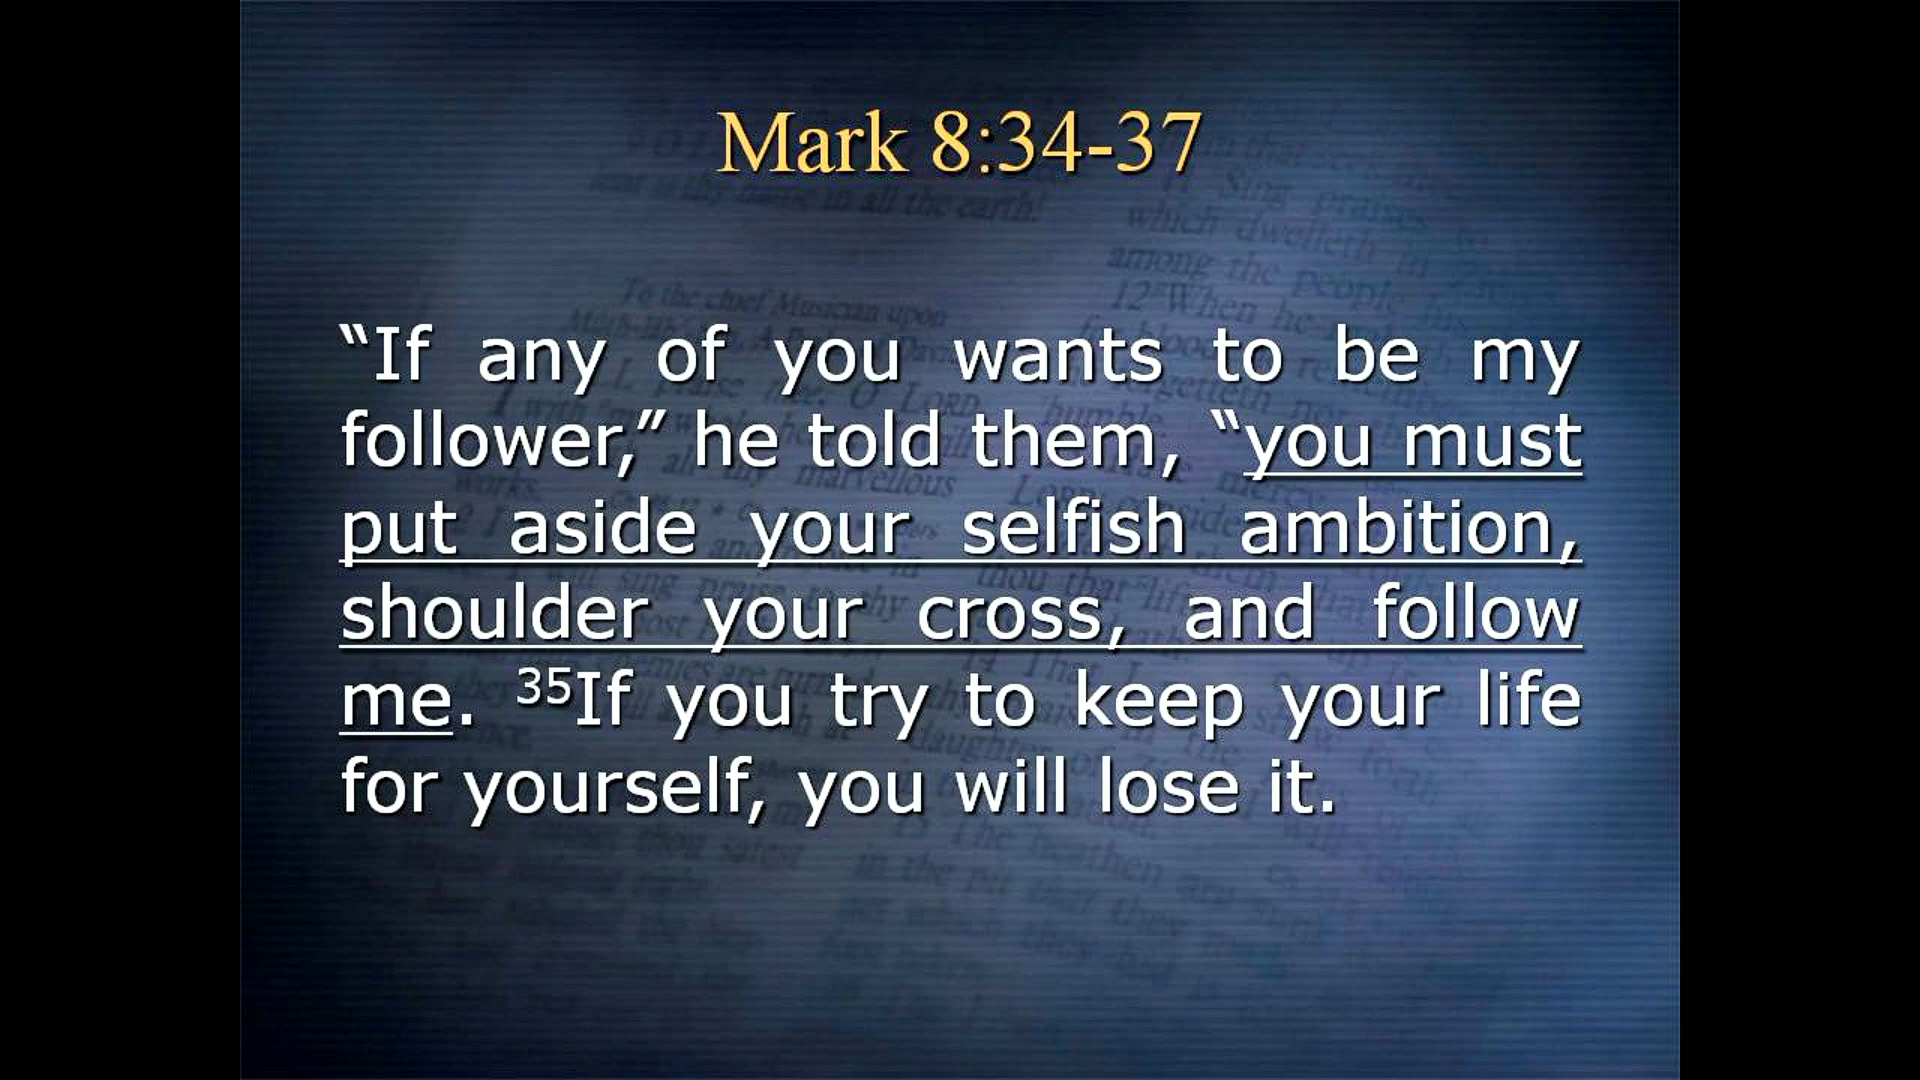 Mark 8:34-37
“If any of you wants to be my
follower,” he told them, “you must
put aside your selfish ambition,
shoulder your cross, and follow
me. ³⁵If you try to keep your life
for yourself, you will lose it.